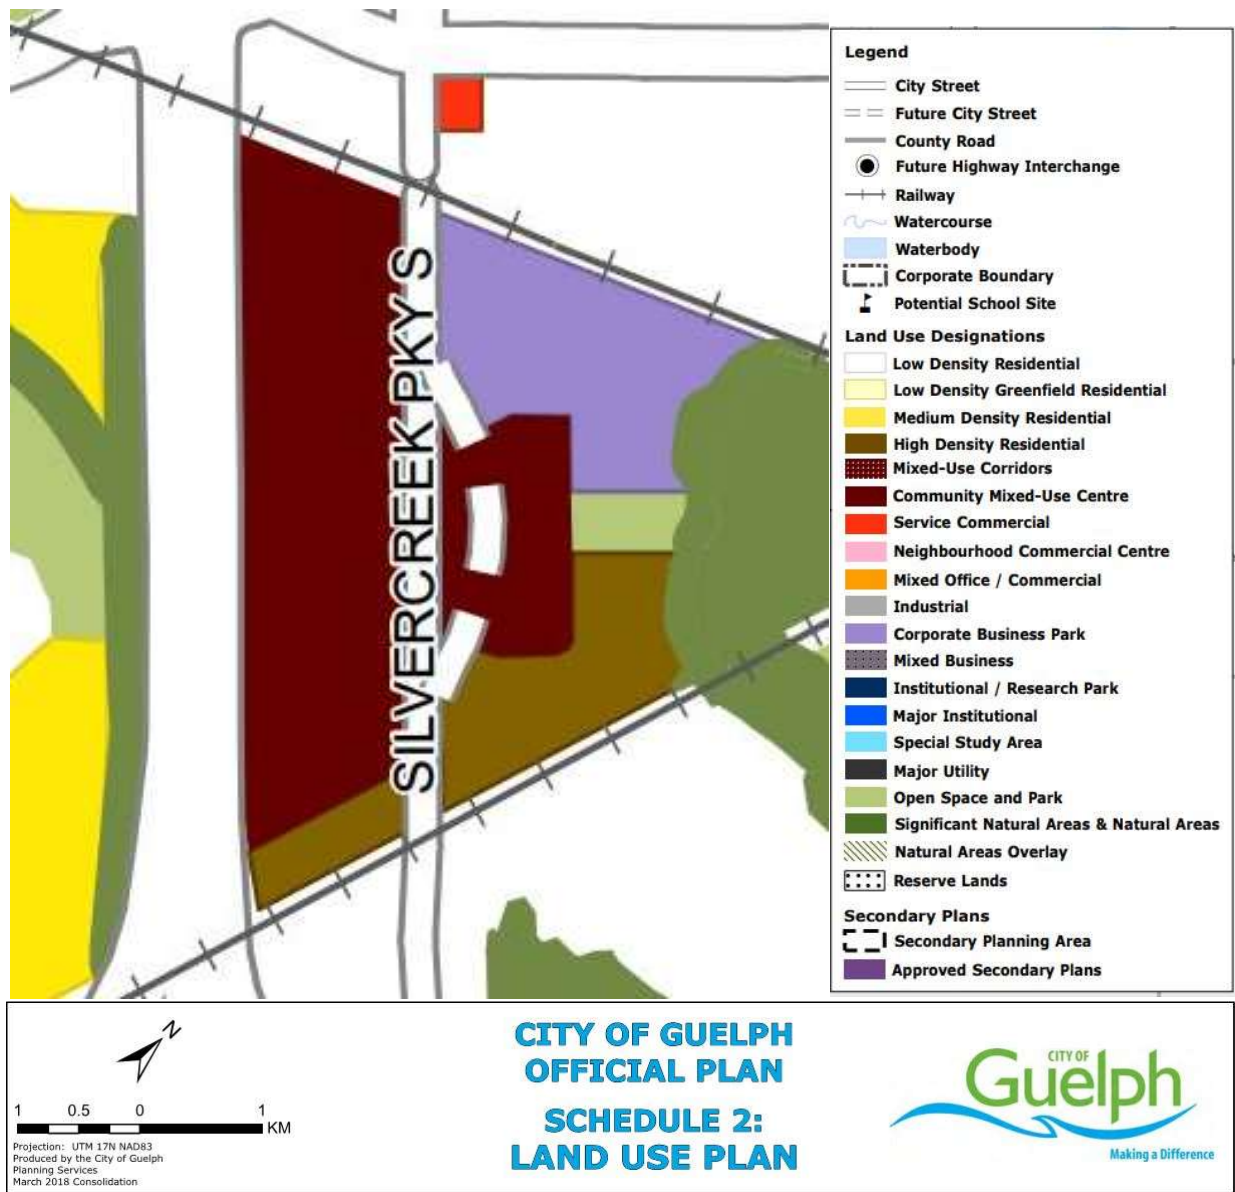 SILVERCREEK PKY S
Legend
City Street
Future City Street
County Road
Future Highway Interchange
Railway
Watercourse
Waterbody
Corporate Boundary
Potential School Site
Land Use Designations
Low Density Residential
Low Density Greenfield Residential
Medium Density Residential
High Density Residential
Mixed-Use Corridors
Community Mixed-Use Centre
Service Commercial
Neighbourhood Commercial Centre
Mixed Office / Commercial
Industrial
Corporate Business Park
Mixed Business
Institutional / Research Park
Major Institutional
Special Study Area
Major Utility
Open Space and Park
Significant Natural Areas & Natural Areas
Natural Areas Overlay
Reserve Lands
Secondary Plans
Secondary Planning Area
Approved Secondary Plans
N
1 0.5 0 1
KM
Projection: UTM 17N NAD83
Produced by the City of Guelph
Planning Services
March 2018 Consolidation
CITY OF GUELPH
OFFICIAL PLAN
SCHEDULE 2:
LAND USE PLAN
CITY OF
Guelph
Making a Difference